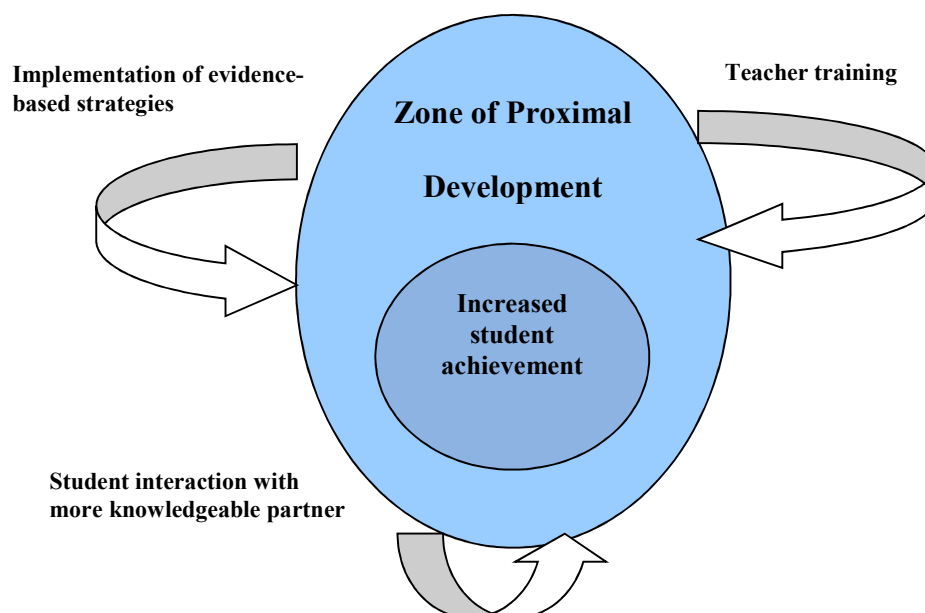 Implementation of evidence-
based strategies
Teacher training
Zone of Proximal
Development
Increased
student
achievement
Student interaction with
more knowledgeable partner